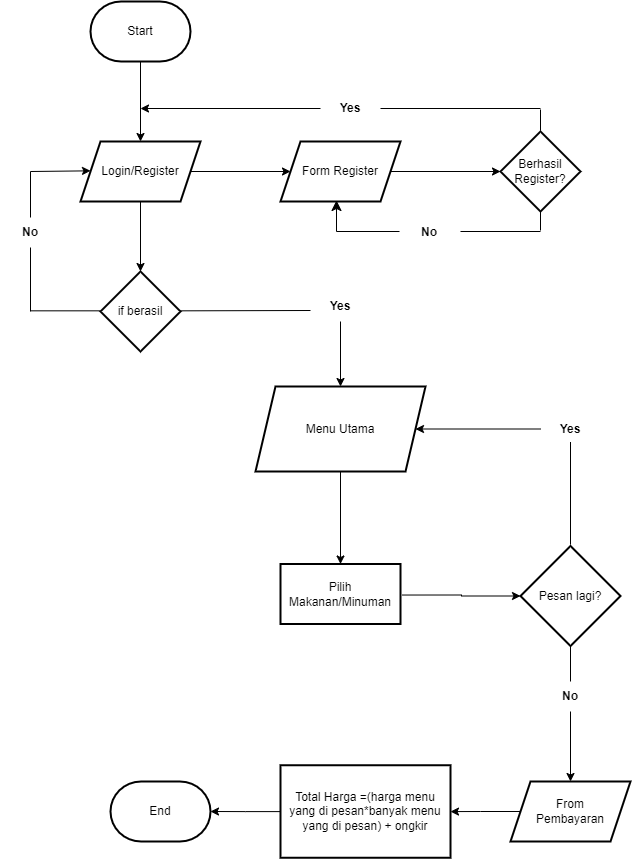 Start
Yes
Login/Register
Form Register
Berhasil
Register?
No
No
if berasil
Yes
Menu Utama
Yes
Pilih
Makanan/Minuman
Pesan lagi?
No
Total Harga =(harga menu
yang di pesan*banyak menu
yang di pesan) + ongkir
End
From
Pembayaran